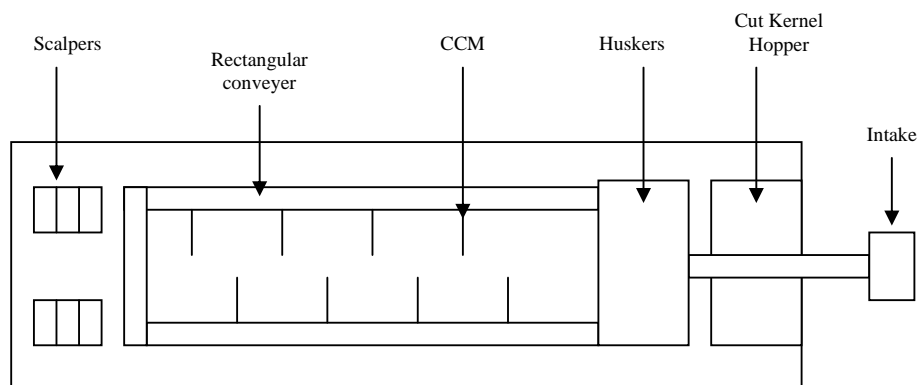 Scalpers
Rectangular
conveyer
CCM
Huskers
Cut Kernel
Hopper
Intake